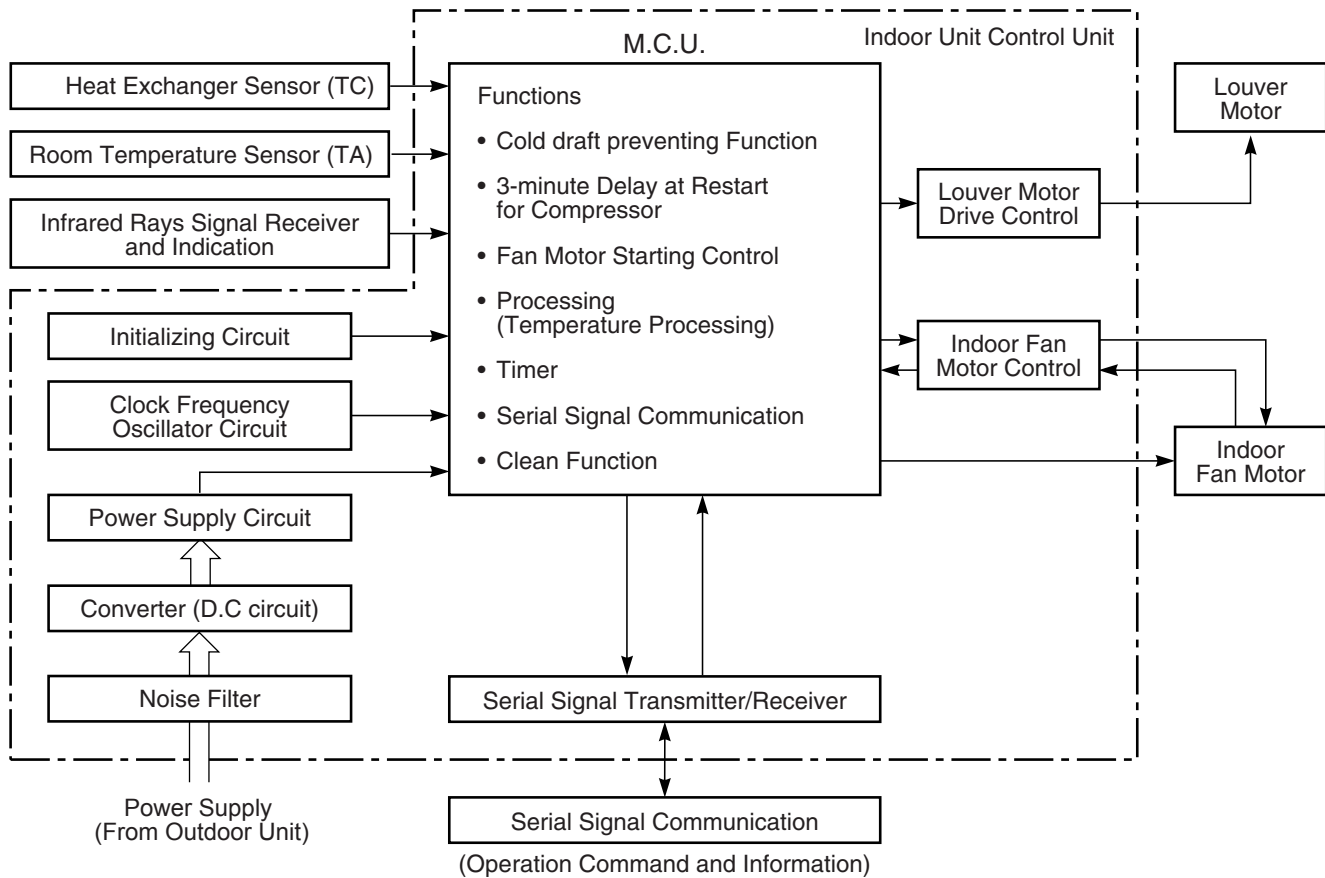 M.C.U.
Indoor Unit Control Unit
Heat Exchanger Sensor (TC)
Room Temperature Sensor (TA)
Infrared Rays Signal Receiver
and Indication
Initializing Circuit
Clock Frequency
Oscillator Circuit
Power Supply Circuit
Converter (D.C circuit)
Noise Filter
Power Supply
(From Outdoor Unit)
Functions
• Cold draft preventing Function
• 3-minute Delay at Restart
for Compressor
• Fan Motor Starting Control
• Processing
(Temperature Processing)
• Timer
• Serial Signal Communication
• Clean Function
Serial Signal Transmitter/Receiver
Serial Signal Communication
(Operation Command and Information)
Louver Motor
Drive Control
Indoor Fan
Motor Control
Louver
Motor
Indoor
Fan Motor